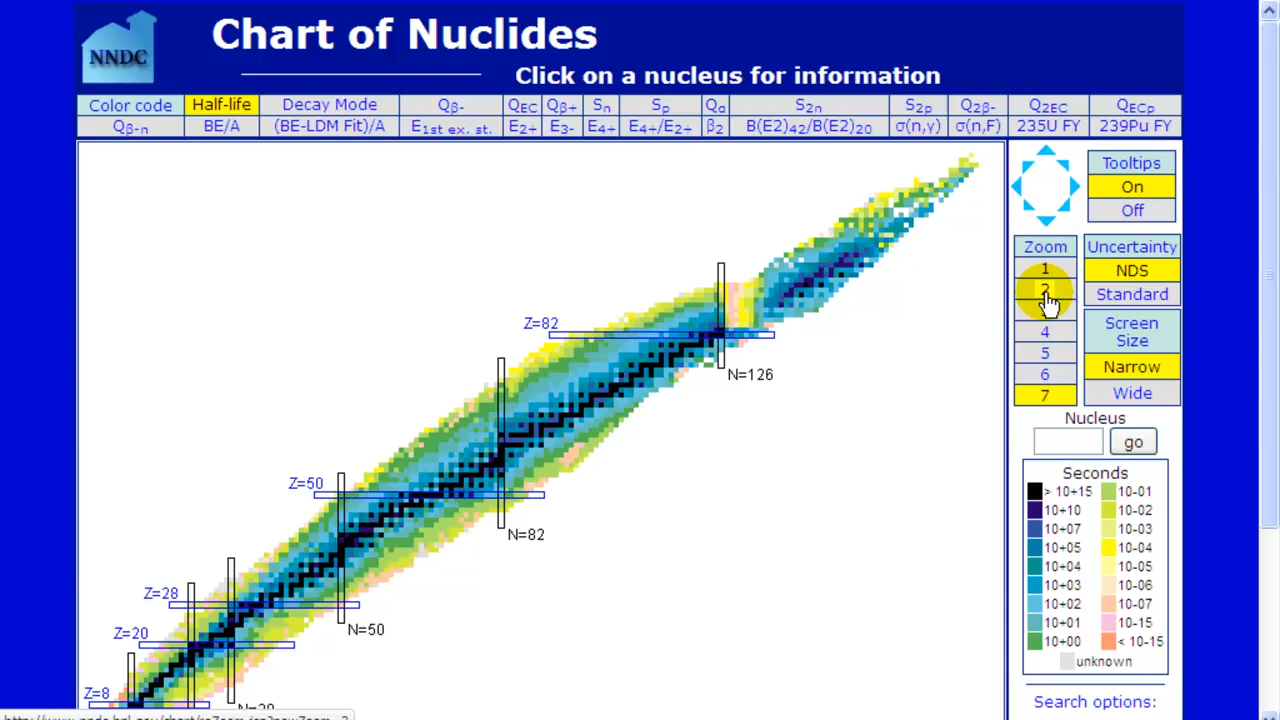 NNDC
Chart of Nuclides
Click on a nucleus for information
Color code Half-life Decay Mode Qβ- QEC Qβ+ Sn Sp Qα S2n S2p Q2β- Q2EC QECp
Qβ-n BE/A (BE-LDM Fit)/A E1st ex. st. E2+ E3- E4+ E4+/E2+ β2 B(E2)42/B(E2)20 σ(n,γ) σ(n,F) 235U FY 239Pu FY
Tooltips
On
Off
Zoom
1
2
4
5
6
7
Uncertainty
NDS
Standard
Screen
Size
Narrow
Wide
Nucleus
go
Seconds
> 10+15 10-01
10+10 10-02
10+07 10-03
10+05 10-04
10+04 10-05
10+03 10-06
10+02 10-07
10+01 10-15
10+00 < 10-15
unknown
Search options:
Z=82
N=126
Z=50
N=82
Z=28
N=50
Z=20
Z=8